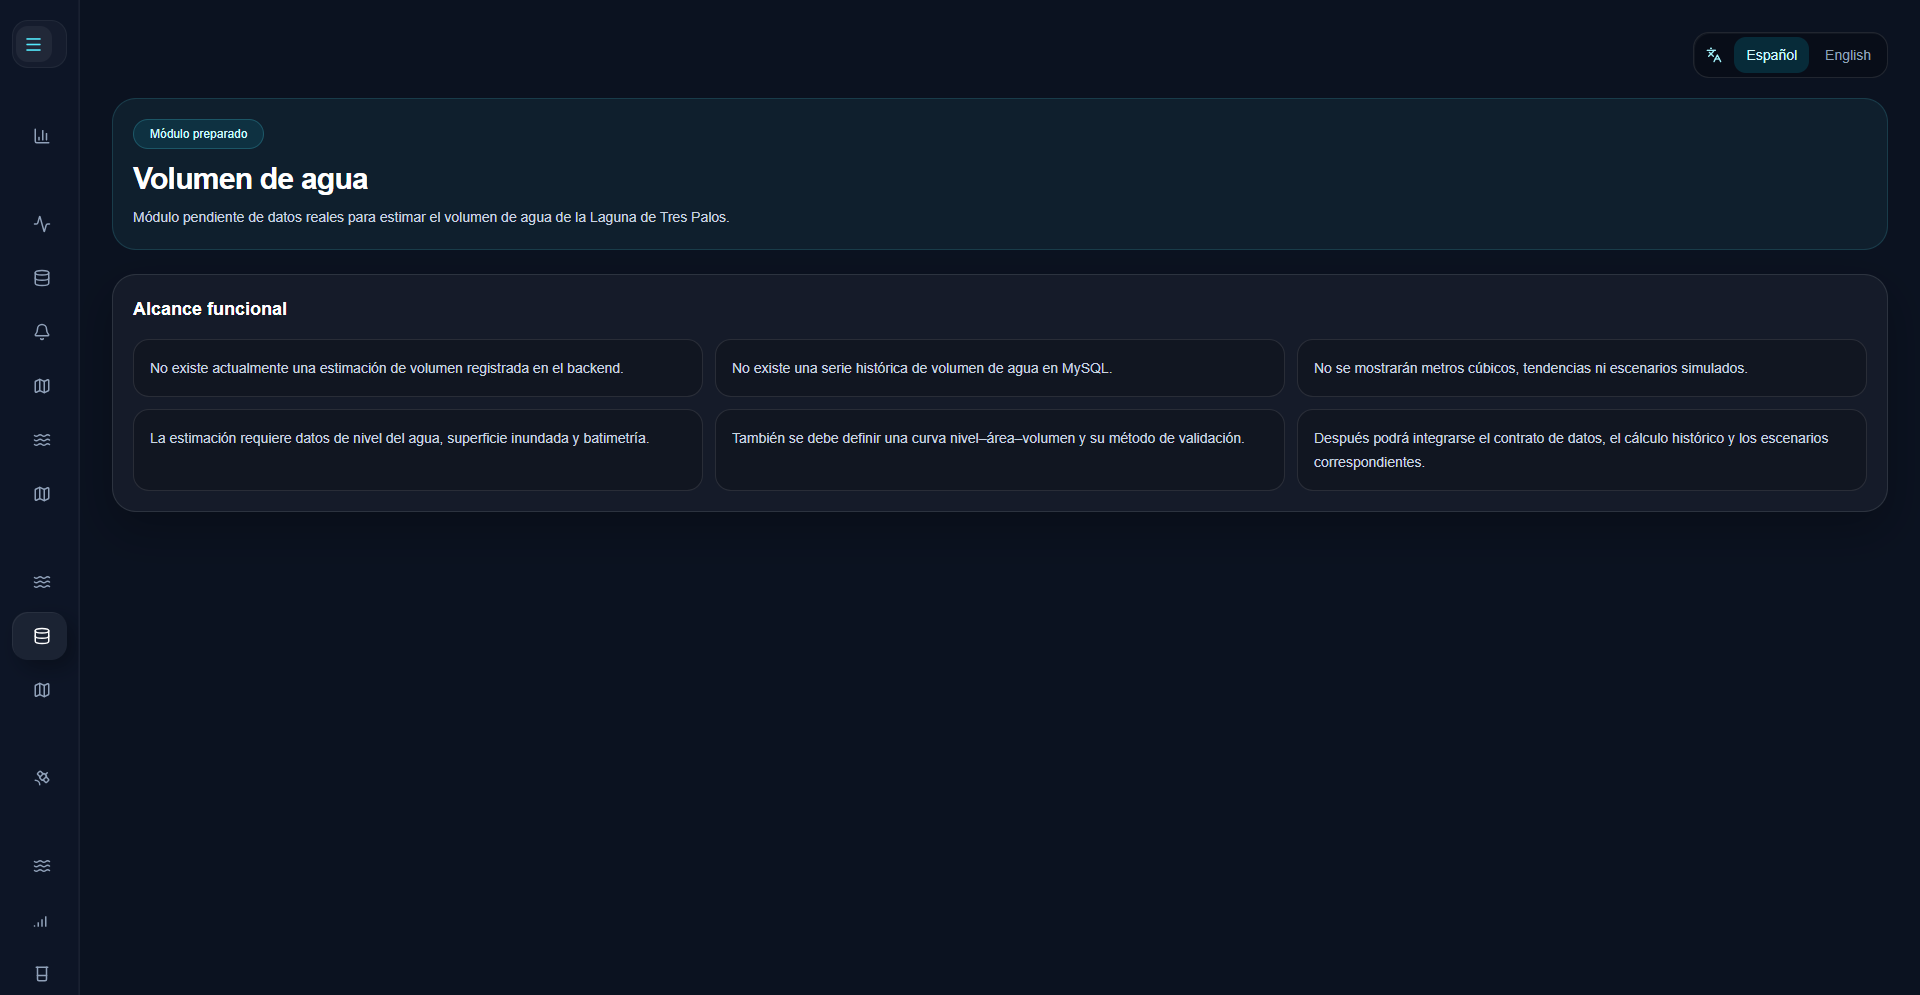 Español
English
Módulo preparado
Volumen de agua
Módulo pendiente de datos reales para estimar el volumen de agua de la Laguna de Tres Palos.
Alcance funcional
No existe actualmente una estimación de volumen registrada en el backend.
No existe una serie histórica de volumen de agua en MySQL.
No se mostrarán metros cúbicos, tendencias ni escenarios simulados.
La estimación requiere datos de nivel del agua, superficie inundada y batimetría.
También se debe definir una curva nivel–área–volumen y su método de validación.
Después podrá integrarse el contrato de datos, el cálculo histórico y los escenarios
correspondientes.